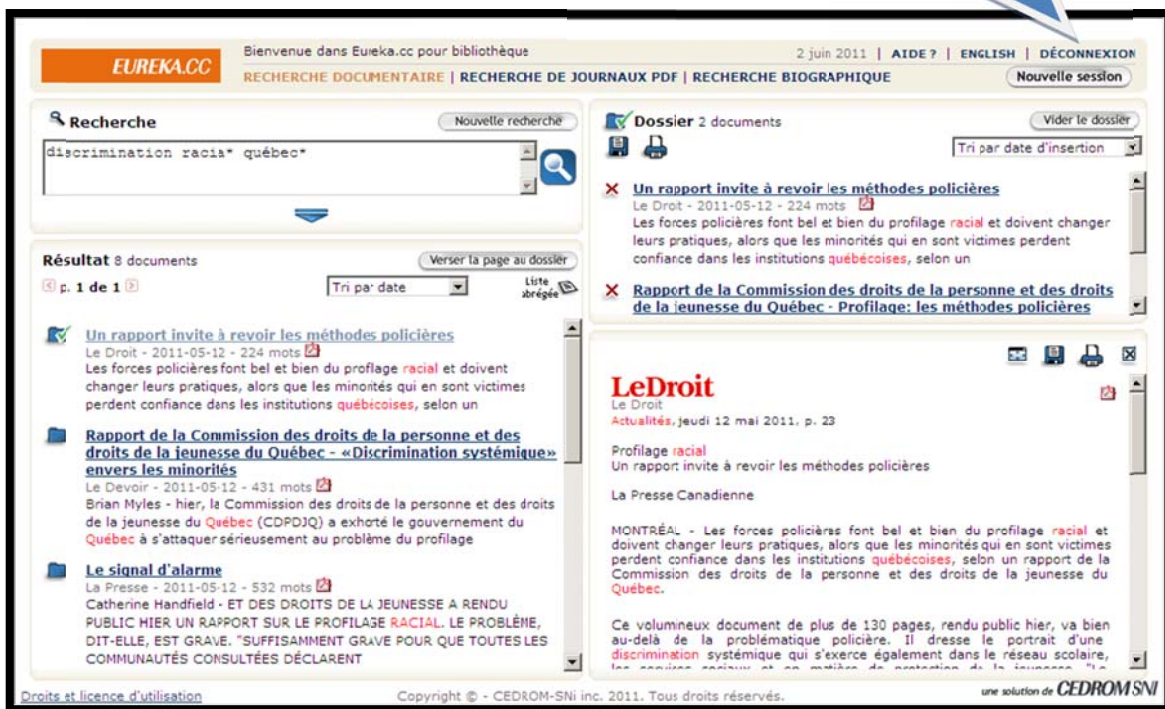 EUREKA.CC
Bienvenue dans Eureka.cc pour bibliothèque
2 juin 2011 | AIDE ? | ENGLISH | DÉCONNEXION
RECHERCHE DOCUMENTAIRE | RECHERCHE DE JOURNAUX PDF | RECHERCHE BIOGRAPHIQUE
Nouvelle session
Recherche
Nouvelle recherche
discrimination racia* québec*
Résultat 8 documents
Verser la page au dossier
p. 1 de 1
Tri par date
Liste
abrégée
Un rapport invite à revoir les méthodes policières
Le Droit - 2011-05-12 - 224 mots
Les forces policières font bel et bien du profilage racial et doivent
changer leurs pratiques, alors que les minorités qui en sont victimes
perdent confiance dans les institutions québécoises, selon un
Rapport de la Commission des droits de la personne et des
droits de la jeunesse du Québec - «Discrimination systémique»
envers les minorités
Le Devoir - 2011-05-12 - 431 mots
Brian Myles - hier, la Commission des droits de la personne et des droits
de la jeunesse du Québec (CDPDJQ) a exhorté le gouvernement du
Québec à s'attaquer sérieusement au problème du profilage
Le signal d'alarme
La Presse - 2011-05-12 - 532 mots
Catherine Handfield - ET DES DROITS DE LA JEUNESSE A RENDU
PUBLIC HIER UN RAPPORT SUR LE PROFILAGE RACIAL. LE PROBLÈME,
DIT-ELLE, EST GRAVE. "SUFFISAMMENT GRAVE POUR QUE TOUTES LES
COMMUNAUTÉS CONSULTÉES DÉCLARENT
Dossier 2 documents
Vider le dossier
Tri par date d'insertion
Un rapport invite à revoir les méthodes policières
Le Droit - 2011-05-12 - 224 mots
Les forces policières font bel et bien du profilage racial et doivent changer
leurs pratiques, alors que les minorités qui en sont victimes perdent
confiance dans les institutions québécoises, selon un
Rapport de la Commission des droits de la personne et des droits
de la jeunesse du Québec - Profilage: les méthodes policières
LeDroit
Le Droit
Actualités, jeudi 12 mai 2011, p. 23
Profilage racial
Un rapport invite à revoir les méthodes policières
La Presse Canadienne
MONTRÉAL - Les forces policières font bel et bien du profilage racial et
doivent changer leurs pratiques, alors que les minorités qui en sont victimes
perdent confiance dans les institutions québécoises, selon un rapport de la
Commission des droits de la personne et des droits de la jeunesse du
Québec.
Ce volumineux document de plus de 130 pages, rendu public hier, va bien
au-delà de la problématique policière. Il dresse le portrait d'une
discrimination systémique qui s'exerce également dans le réseau scolaire,
les services sociaux et en matière de protection de la jeunesse. "Le
Droits et licence d'utilisation
Copyright © - CEDROM-SNi inc. 2011. Tous droits réservés.
une solution de CEDROM SNI